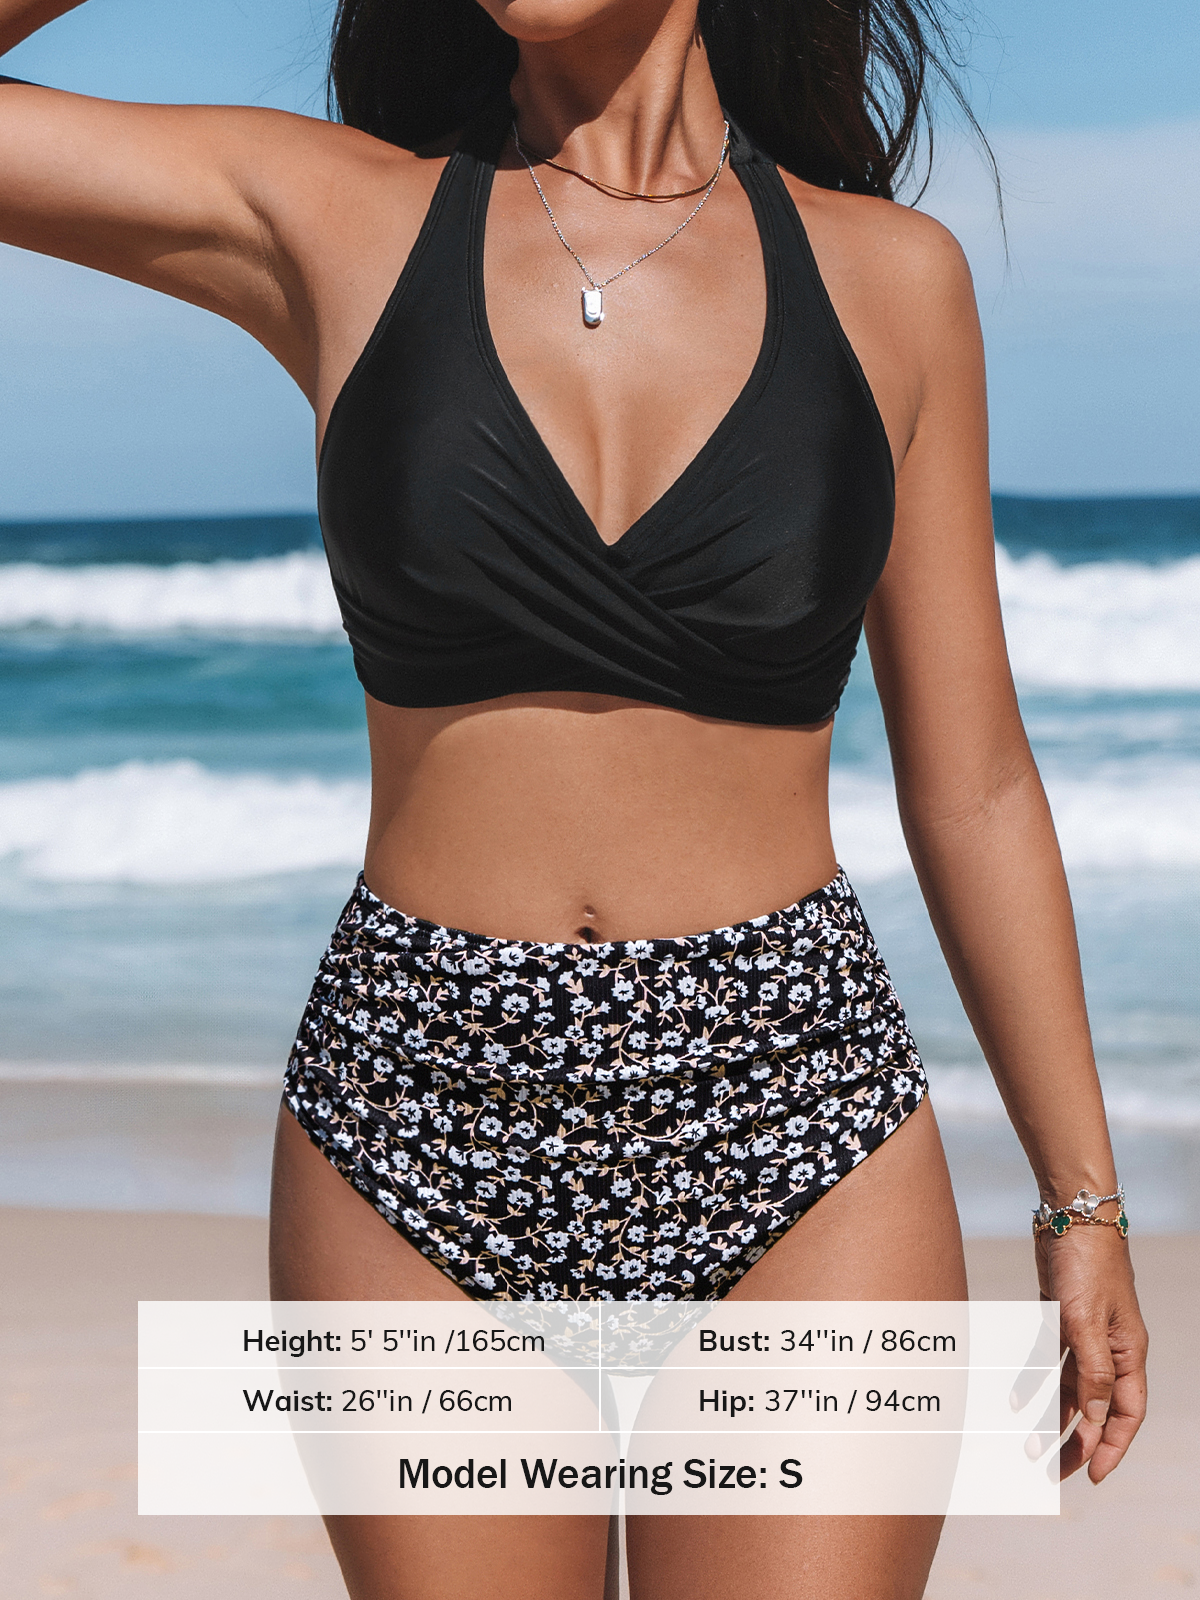 Height: 5' 5''in /165cm Bust: 34''in / 86cm
Waist: 26''in / 66cm Hip: 37''in / 94cm
Model Wearing Size: S